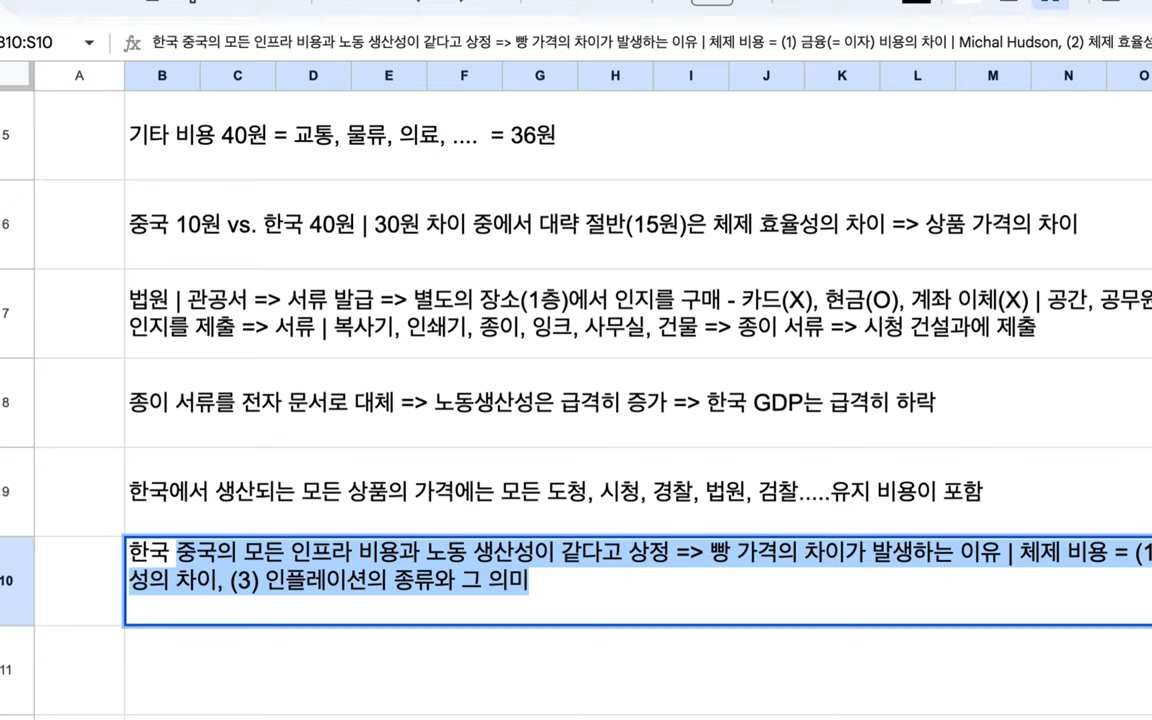 B10:S10 fx 한국 중국의 모든 인프라 비용과 노동 생산성이 같다고 상정 => 빵 가격의 차이가 발생하는 이유 | 체제 비용 = (1) 금융(= 이자) 비용의 차이 | Michal Hudson, (2) 체제 효율성
A B C D E F G H I J K L M N O
5 기타 비용 40원 = 교통, 물류, 의료, .... = 36원
6 중국 10원 vs. 한국 40원 | 30원 차이 중에서 대략 절반(15원)은 체제 효율성의 차이 => 상품 가격의 차이
법원 | 관공서 => 서류 발급 => 별도의 장소(1층)에서 인지를 구매 - 카드(X), 현금(O), 계좌 이체(X) | 공간, 공무원
7 인지를 제출 => 서류 | 복사기, 인쇄기, 종이, 잉크, 사무실, 건물 => 종이 서류 => 시청 건설과에 제출
8 종이 서류를 전자 문서로 대체 => 노동생산성은 급격히 증가 => 한국 GDP는 급격히 하락
9 한국에서 생산되는 모든 상품의 가격에는 모든 도청, 시청, 경찰, 법원, 검찰.....유지 비용이 포함
한국 중국의 모든 인프라 비용과 노동 생산성이 같다고 상정 => 빵 가격의 차이가 발생하는 이유 | 체제 비용 = (1
10 성의 차이, (3) 인플레이션의 종류와 그 의미
11